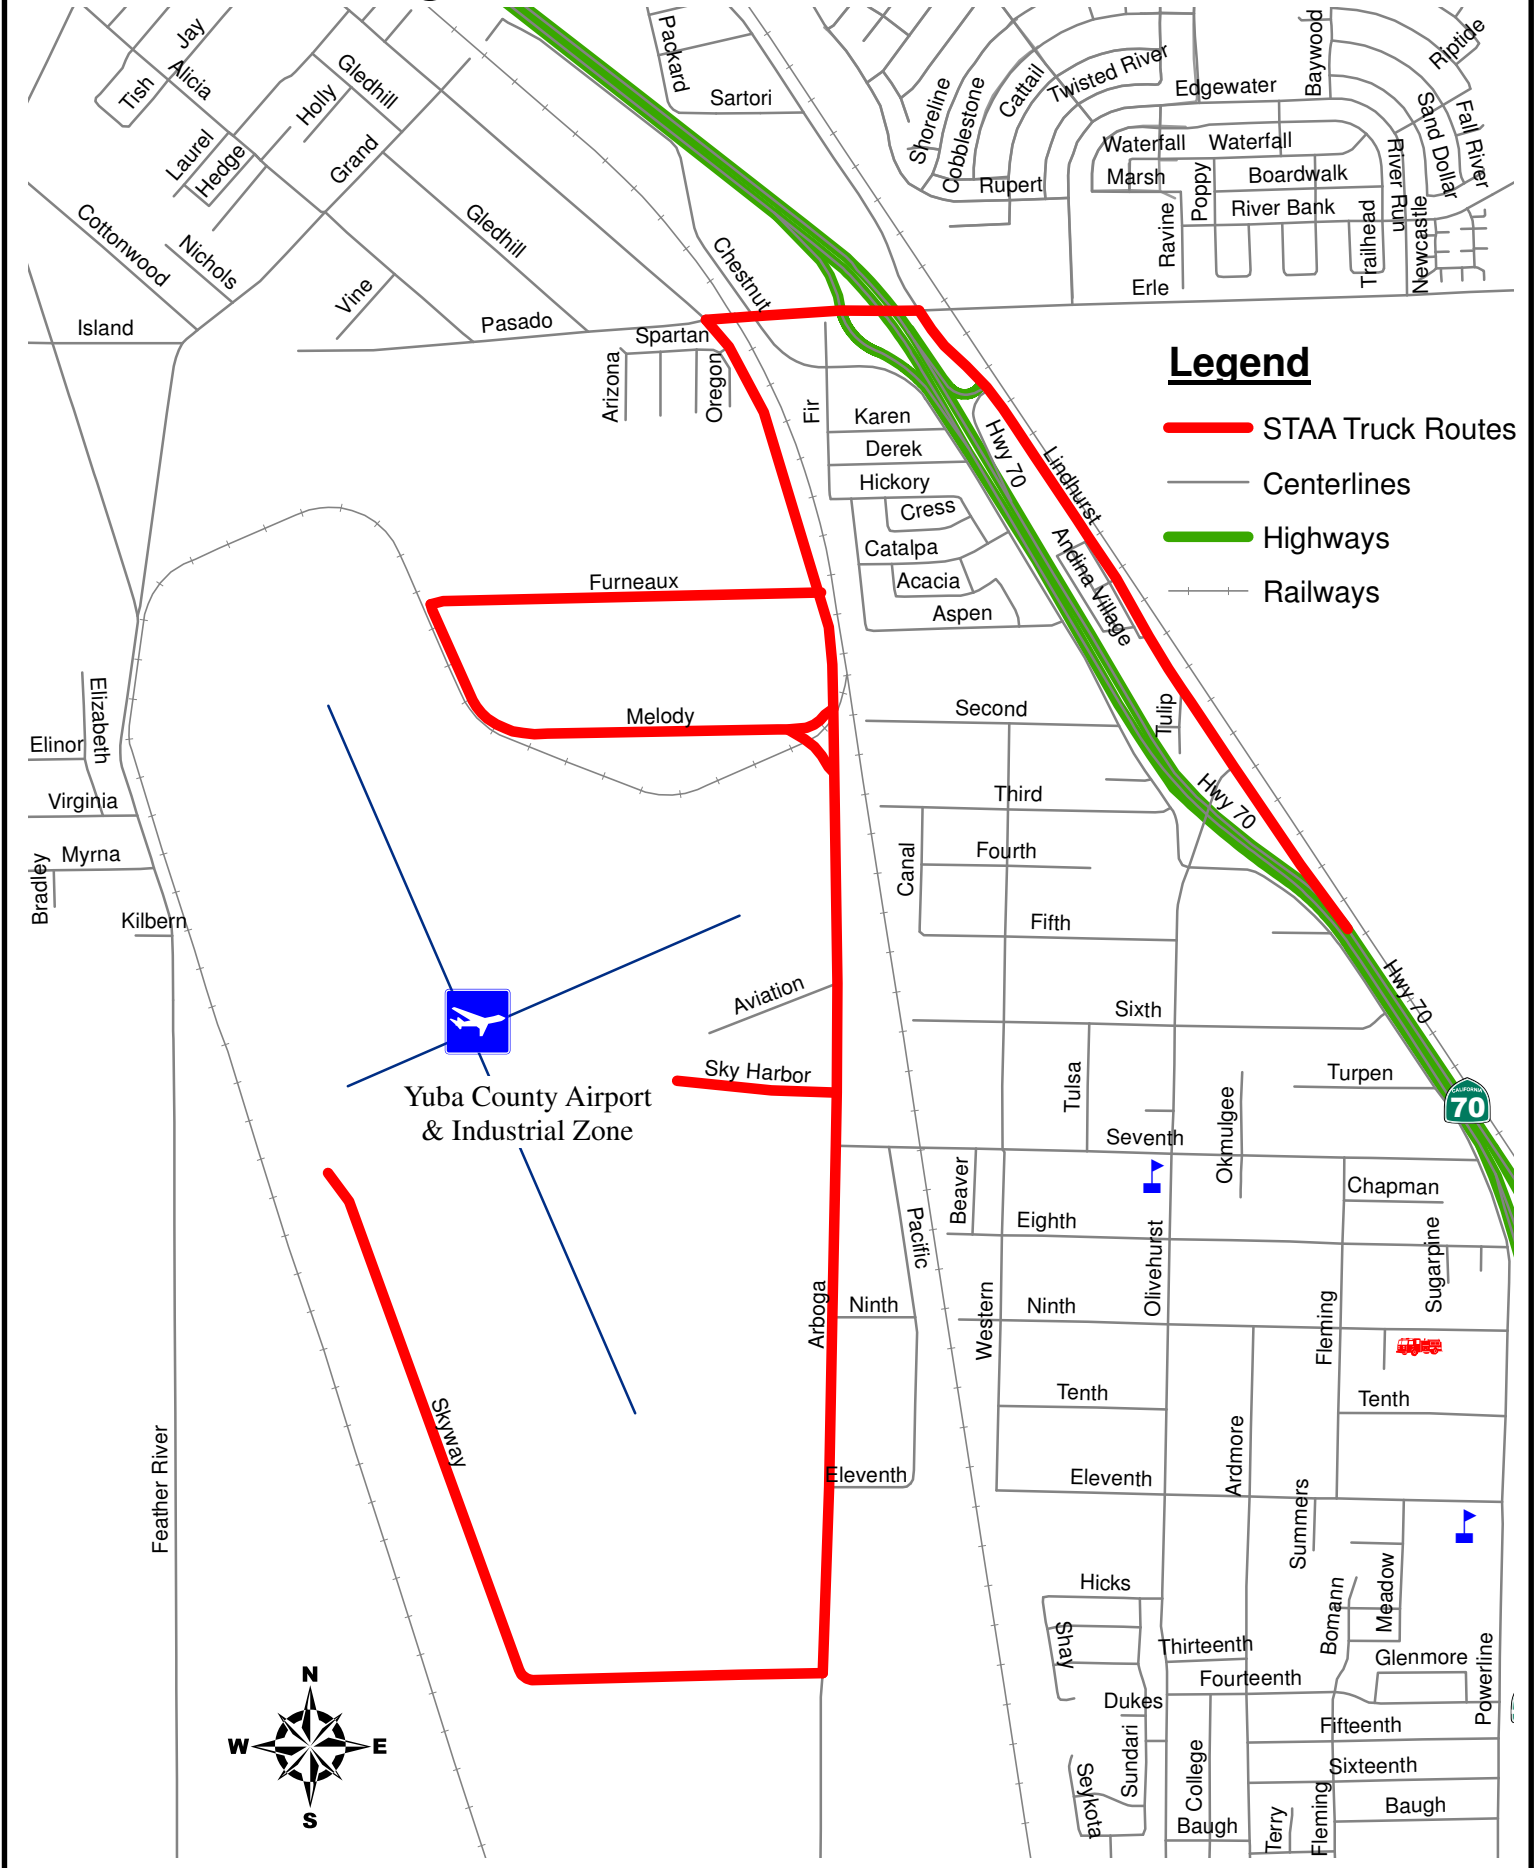 Jay
Tish
Alicia
Gledhill
Holly
Laurel
Hedge
Grand
Cottonwood
Nichols
Gledhill
Vine
Island
Pasado
Packard
Sartori
Chestnut
Spartan
Arizona
Oregon
Fir
Shoreline
Cobblestone
Cattail
Twisted River
Edgewater
Baywood
Riptide
Waterfall
Waterfall
Marsh
Poppy
Boardwalk
River Bank
Rupert
Ravine
Erle
Trailhead
River Run
Newcastle
Sand Dollar
Fall River
Legend
STAA Truck Routes
Centerlines
Highways
Railways
Karen
Derek
Hickory
Cress
Catalpa
Acacia
Aspen
Hwy 70
Lindhurst
Andina Village
Furneaux
Melody
Elizabeth
Elinor
Virginia
Myrna
Bradley
Kilbern
Second
Tulip
Third
Hwy 70
Canal
Fourth
Fifth
Aviation
Sixth
Hwy 70
Sky Harbor
Yuba County Airport
& Industrial Zone
Tulsa
Turpen
CALIFORNIA
70
Okmulgee
Seventh
Beaver
Chapman
Pacific
Eighth
Sugarpine
Olivehurst
Arboga
Ninth
Western
Ninth
Fleming
Tenth
Tenth
Skyway
Feather River
Eleventh
Eleventh
Ardmore
Summers
Hicks
Shay
Bomann
Meadow
Thirteenth
Glenmore
Powerline
Fourteenth
Dukes
Fifteenth
Sundari
Sixteenth
Seykota
College
Baugh
Terry
Fleming
Baugh
N
W
E
S